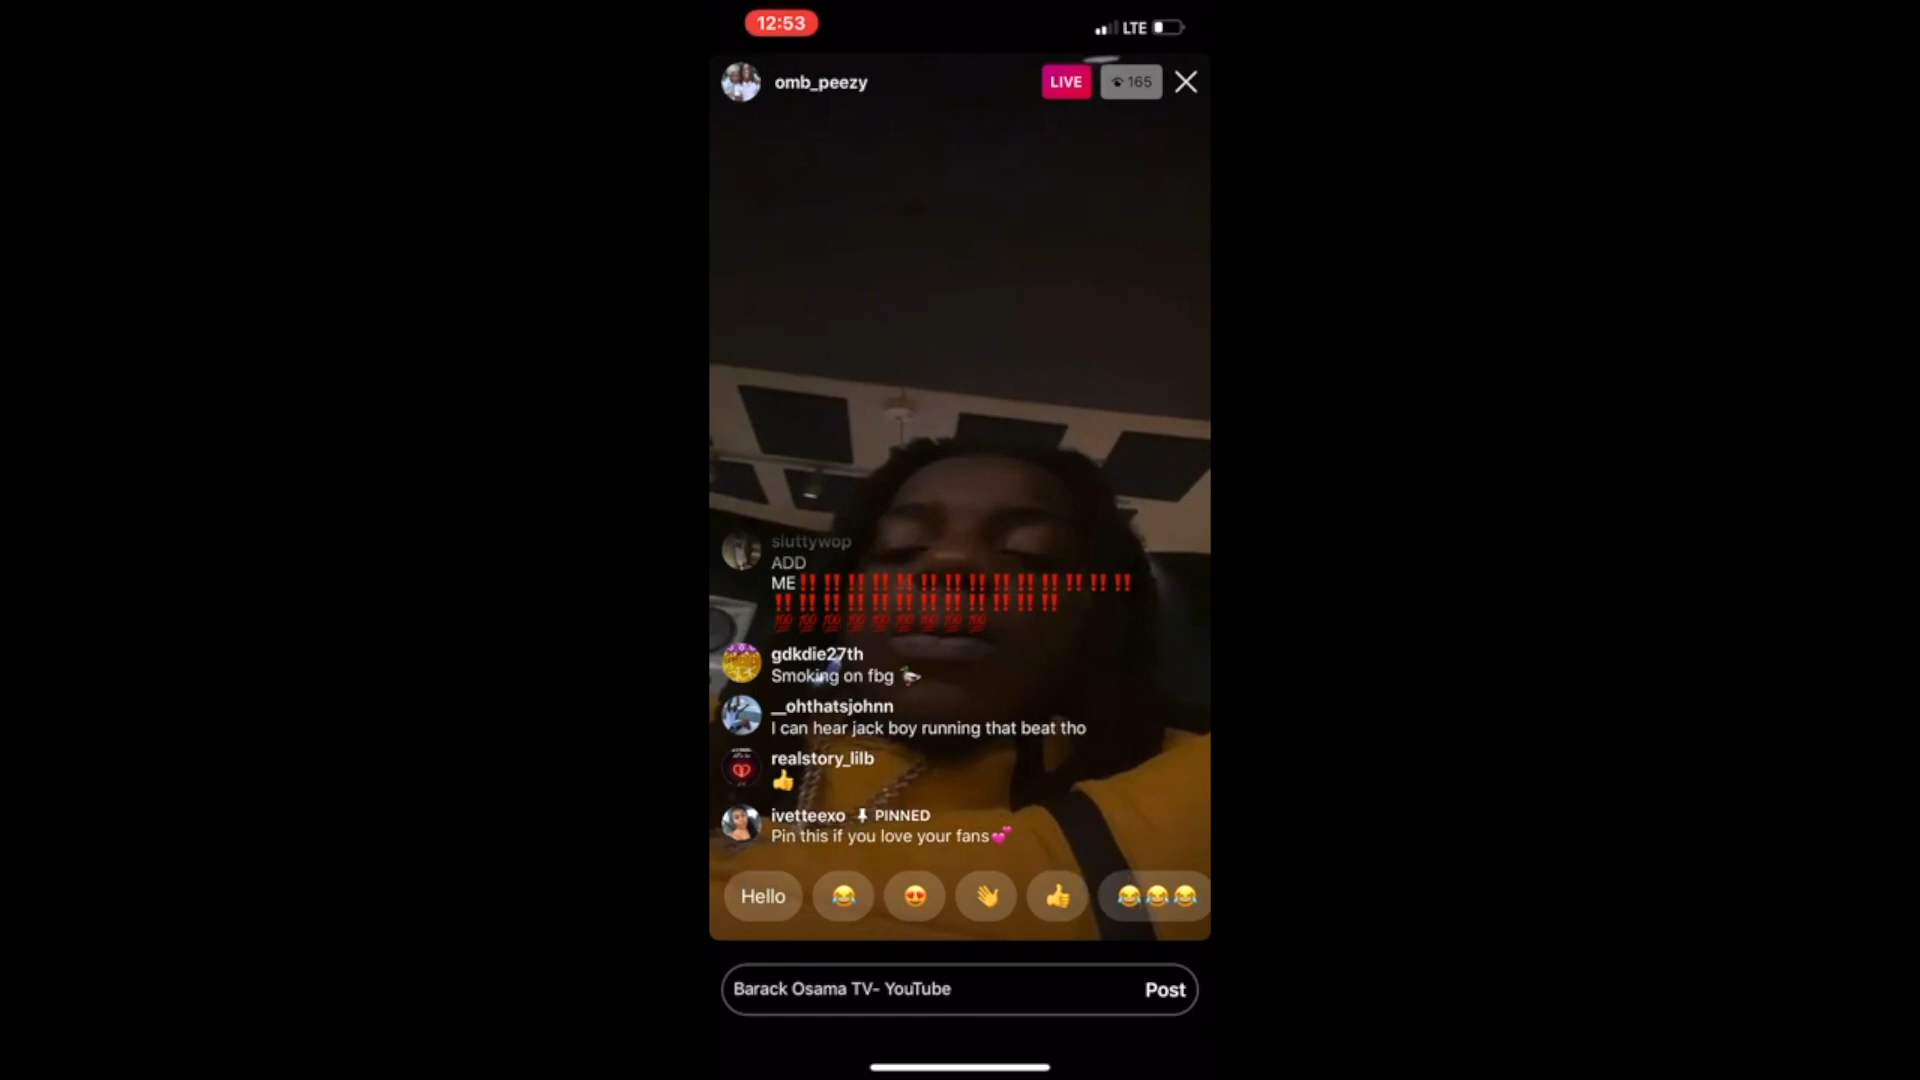 12:53
LTE
omb_peezy
LIVE
165
sluttywop
ADD
ME‼️‼️‼️‼️‼️‼️‼️‼️‼️‼️‼️‼️‼️‼️
‼️‼️‼️‼️‼️‼️‼️‼️‼️‼️‼️‼️
💯💯💯💯💯💯💯💯💯
gdkdie27th
Smoking on fbg 🦆
__ohthatsjohnn
I can hear jack boy running that beat tho
realstory_lilb
👍
ivetteexo PINNED
Pin this if you love your fans💕
Hello 😂 😍 👋 👍 😂😂😂
Barack Osama TV- YouTube
Post